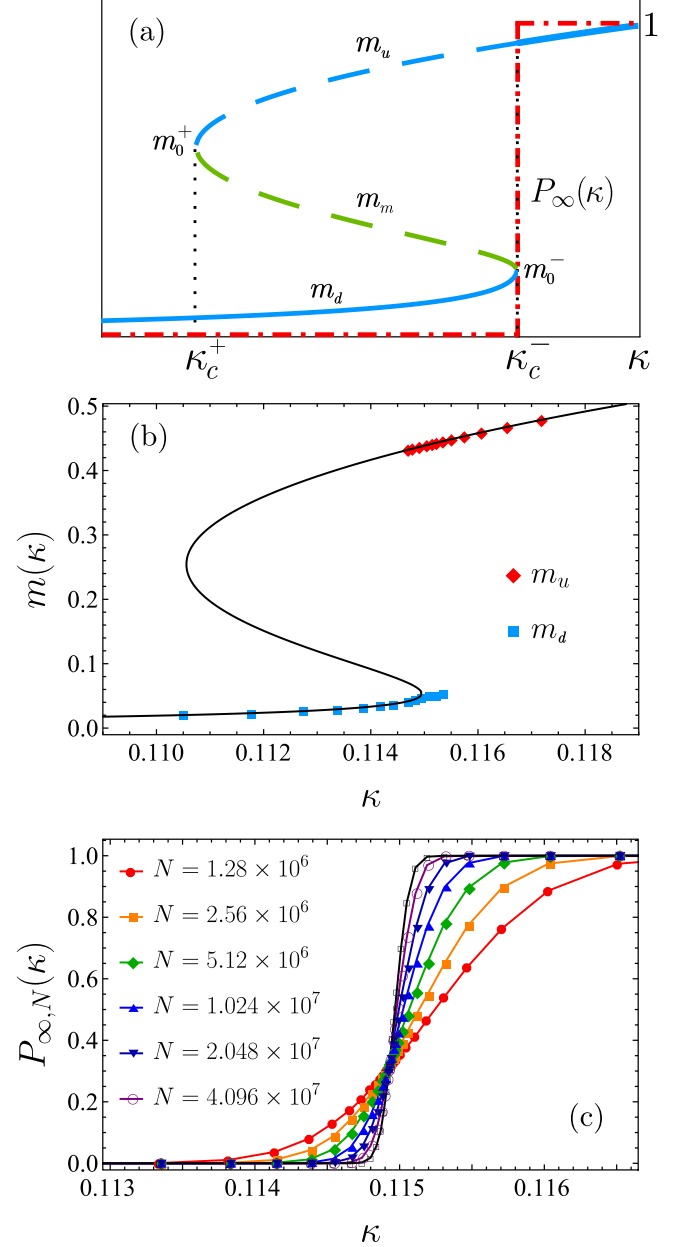 (a)
1
m_u
m_0^+
m_m
P_∞(κ)
m_0^-
m_d
κ_c^+ κ_c^- κ
(b)
0.5
0.4
0.3
0.2
0.1
0.0
m(κ)
m_u
m_d
0.110 0.112 0.114 0.116 0.118
κ
1.0
0.8
0.6
0.4
0.2
0.0
P_{∞,N}(κ)
N = 1.28 × 10^6
N = 2.56 × 10^6
N = 5.12 × 10^6
N = 1.024 × 10^7
N = 2.048 × 10^7
N = 4.096 × 10^7
(c)
0.113 0.114 0.115 0.116
κ